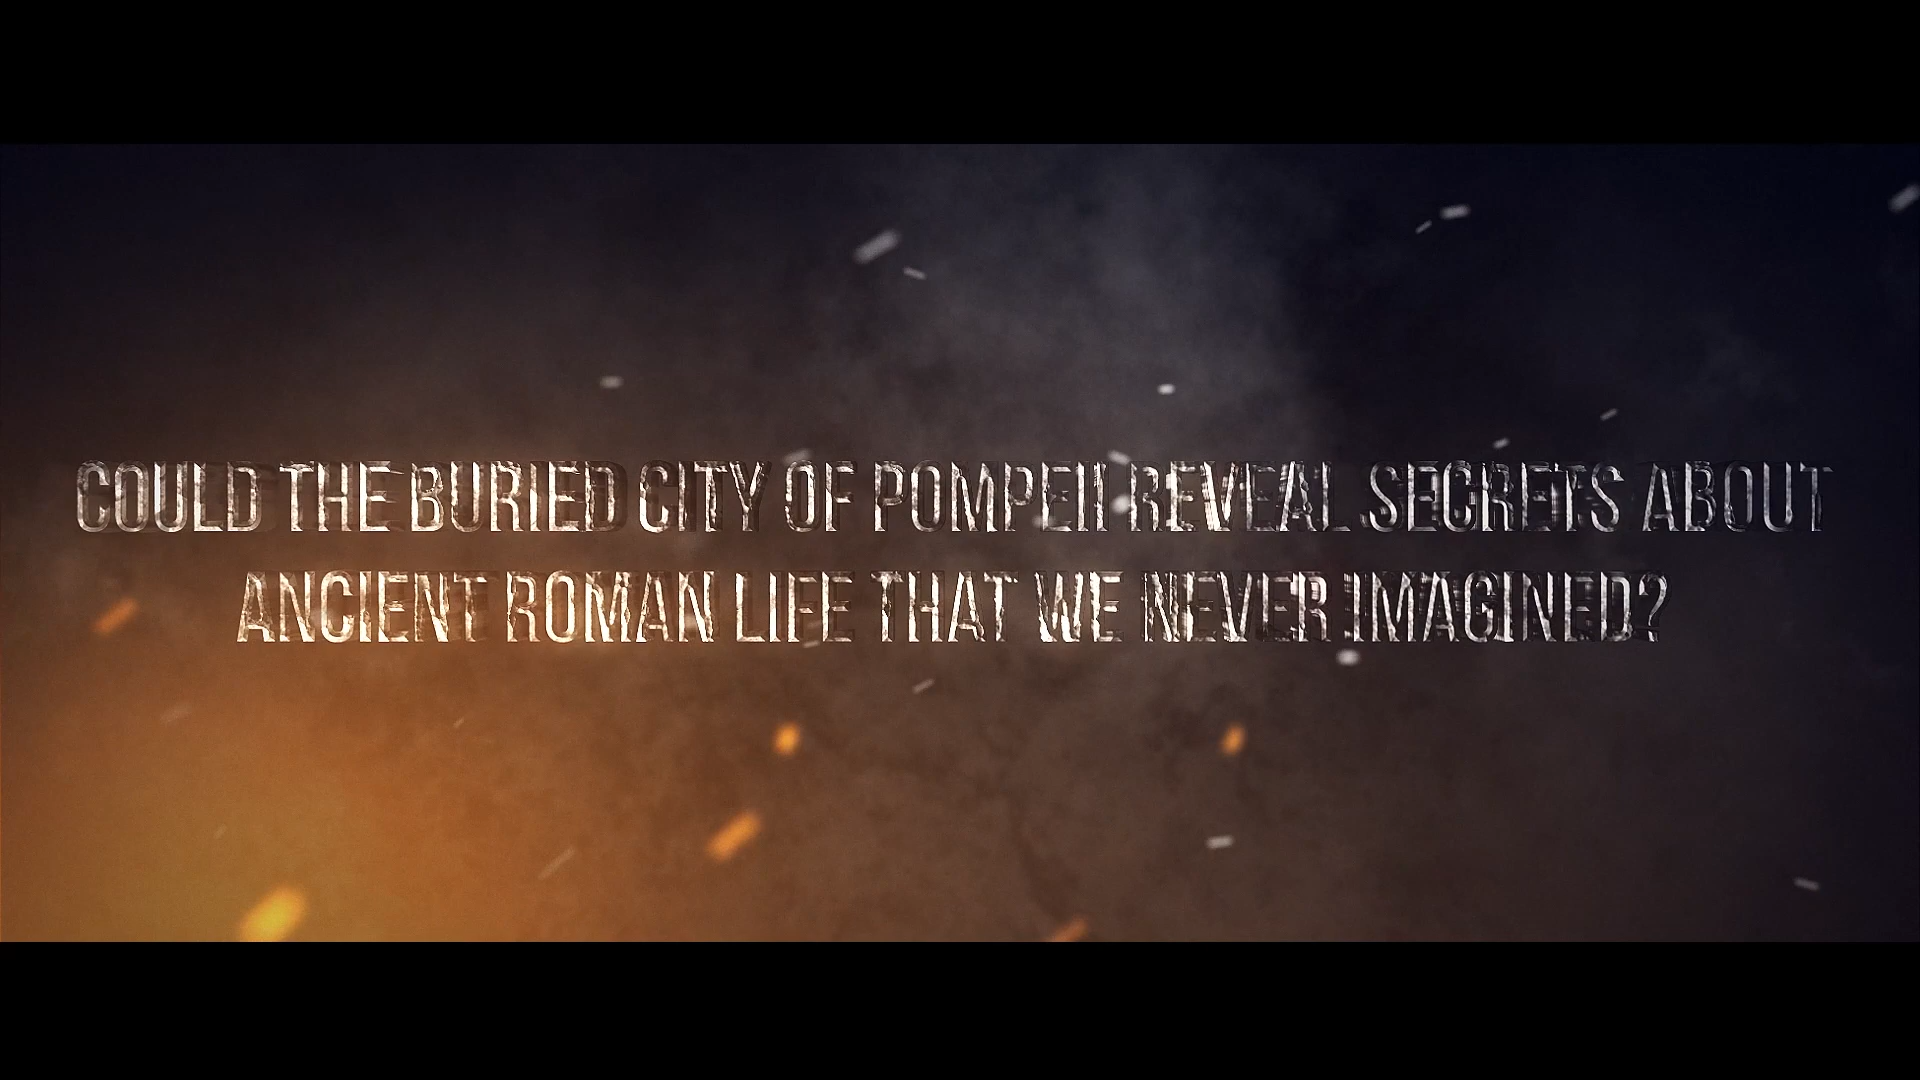 COULD THE BURIED CITY OF POMPEII REVEAL SECRETS ABOUT
ANCIENT ROMAN LIFE THAT WE NEVER IMAGINED?